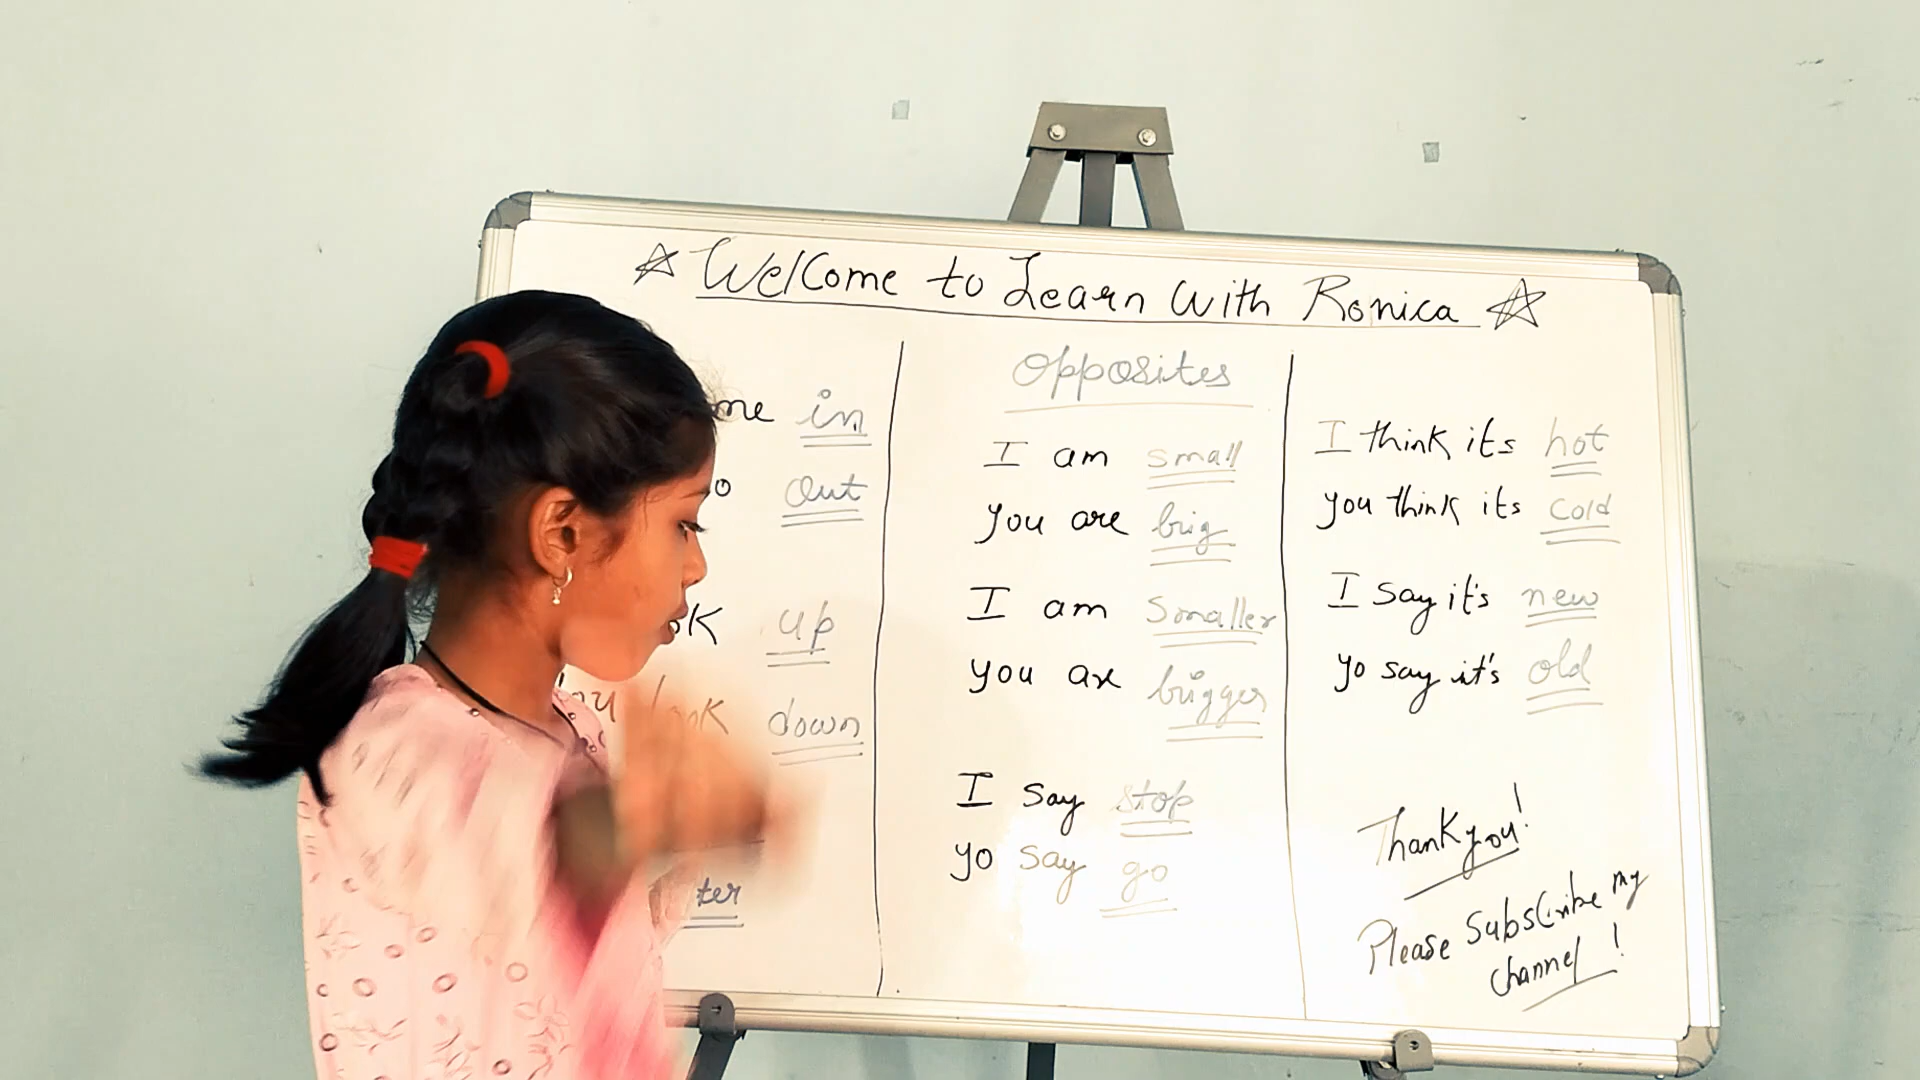 Welcome to Learn with Ronica
me in
out
up
look down
ter
Opposites
I am small
you are big
I am smaller
you are bigger
I say stop
yo say go
I think its hot
you think its cold
I say it's new
yo say it's old
Thank you!
Please Subscribe my
channel!